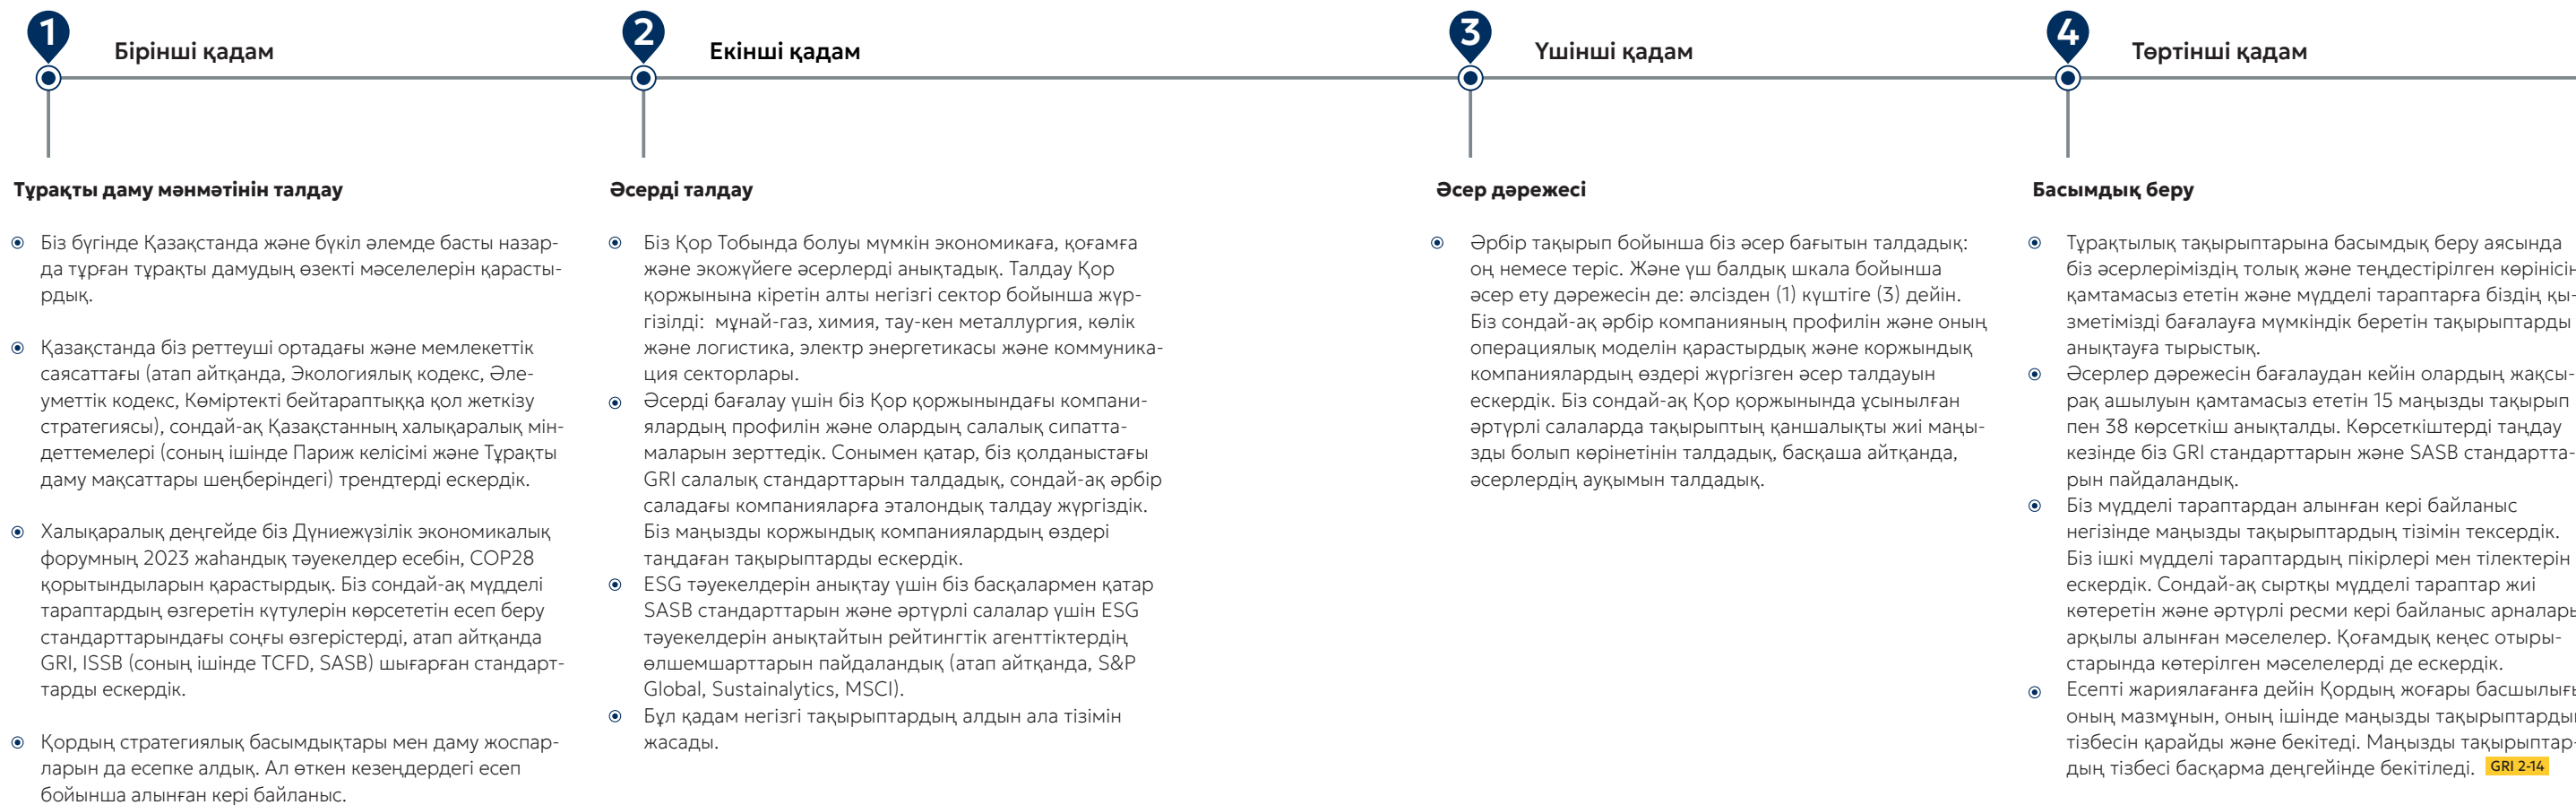 1
Бірінші қадам
Тұрақты даму мәнмәтінін талдау
Біз бүгінде Қазақстанда және бүкіл әлемде басты назар-
да тұрған тұрақты дамудың өзекті мәселелерін қарасты-
рдық.
Қазақстанда біз реттеуші ортадағы және мемлекеттік
саясаттағы (атап айтқанда, Экологиялық кодекс, Әле-
уметтік кодекс, Көміртекті бейтараптыққа қол жеткізу
стратегиясы), сондай-ақ Қазақстанның халықаралық мін-
деттемелері (соның ішінде Париж келісімі және Тұрақты
даму мақсаттары шеңберіндегі) трендтерді ескердік.
Халықаралық деңгейде біз Дүниежүзілік экономикалық
форумның 2023 жаһандық тәуекелдер есебін, COP28
қорытындыларын қарастырдық. Біз сондай-ақ мүдделі
тараптардың өзгеретін күтулерін көрсететін есеп беру
стандарттарындағы соңғы өзгерістерді, атап айтқанда
GRI, ISSB (соның ішінде TCFD, SASB) шығарған стандарт-
тарды ескердік.
Қордың стратегиялық басымдықтары мен даму жоспар-
ларын да есепке алдық. Ал өткен кезеңдердегі есеп
бойынша алынған кері байланыс.
2
Екінші қадам
Әсерді талдау
Біз Қор Тобында болуы мүмкін экономикаға, қоғамға
және экожүйеге әсерлерді анықтадық. Талдау Қор
қоржынына кіретін алты негізгі сектор бойынша жүр-
гізілді: мұнай-газ, химия, тау-кен металлургия, көлік
және логистика, электр энергетикасы және коммуника-
ция секторлары.
Әсерді бағалау үшін біз Қор қоржынындағы компани-
ялардың профилін және олардың салалық сипатта-
маларын зерттедік. Сонымен қатар, біз қолданыстағы
GRI салалық стандарттарын талдадық, сондай-ақ әрбір
саладағы компанияларға эталондық талдау жүргіздік.
Біз маңызды коржындық компаниялардың өздері
таңдаған тақырыптарды ескердік.
ESG тәуекелдерін анықтау үшін біз басқалармен қатар
SASB стандарттарын және әртүрлі салалар үшін ESG
тәуекелдерін анықтайтын рейтингтік агенттіктердің
өлшемшарттарын пайдаландық (атап айтқанда, S&P
Global, Sustainalytics, MSCI).
Бұл қадам негізгі тақырыптардың алдын ала тізімін
жасады.
3
Үшінші қадам
Әсер дәрежесі
Әрбір тақырып бойынша біз әсер бағытын талдадық:
оң немесе теріс. Және үш балдық шкала бойынша
әсер ету дәрежесін де: әлсізден (1) күштіге (3) дейін.
Біз сондай-ақ әрбір компанияның профилін және оның
операциялық моделін қарастырдық және коржындық
компаниялардың өздері жүргізген әсер талдауын
ескердік. Біз сондай-ақ Қор қоржынында ұсынылған
әртүрлі салаларда тақырыптың қаншалықты жиі маңы-
зды болып көрінетінін талдадық, басқаша айтқанда,
әсерлердің ауқымын талдадық.
4
Төртінші қадам
Басымдық беру
Тұрақтылық тақырыптарына басымдық беру аясында
біз әсерлеріміздің толық және теңдестірілген көрінісін
қамтамасыз ететін және мүдделі тараптарға біздің қы-
зметімізді бағалауға мүмкіндік беретін тақырыптарды
анықтауға тырыстық.
Әсерлер дәрежесін бағалаудан кейін олардың жақсы-
рақ ашылуын қамтамасыз ететін 15 маңызды тақырып
пен 38 көрсеткіш анықталды. Көрсеткіштерді таңдау
кезінде біз GRI стандарттарын және SASB стандартта-
рын пайдаландық.
Біз мүдделі тараптардан алынған кері байланыс
негізінде маңызды тақырыптардың тізімін тексердік.
Біз ішкі мүдделі тараптардың пікірлері мен тілектерін
ескердік. Сондай-ақ сыртқы мүдделі тараптар жиі
көтеретін және әртүрлі ресми кері байланыс арналары
арқылы алынған мәселелер. Қоғамдық кеңес отыры-
старында көтерілген мәселелерді де ескердік.
Есепті жариялағанға дейін Қордың жоғары басшылығы
оның мазмұнын, оның ішінде маңызды тақырыптардың
тізбесін қарайды және бекітеді. Маңызды тақырыптар-
дың тізбесі басқарма деңгейінде бекітіледі. GRI 2-14